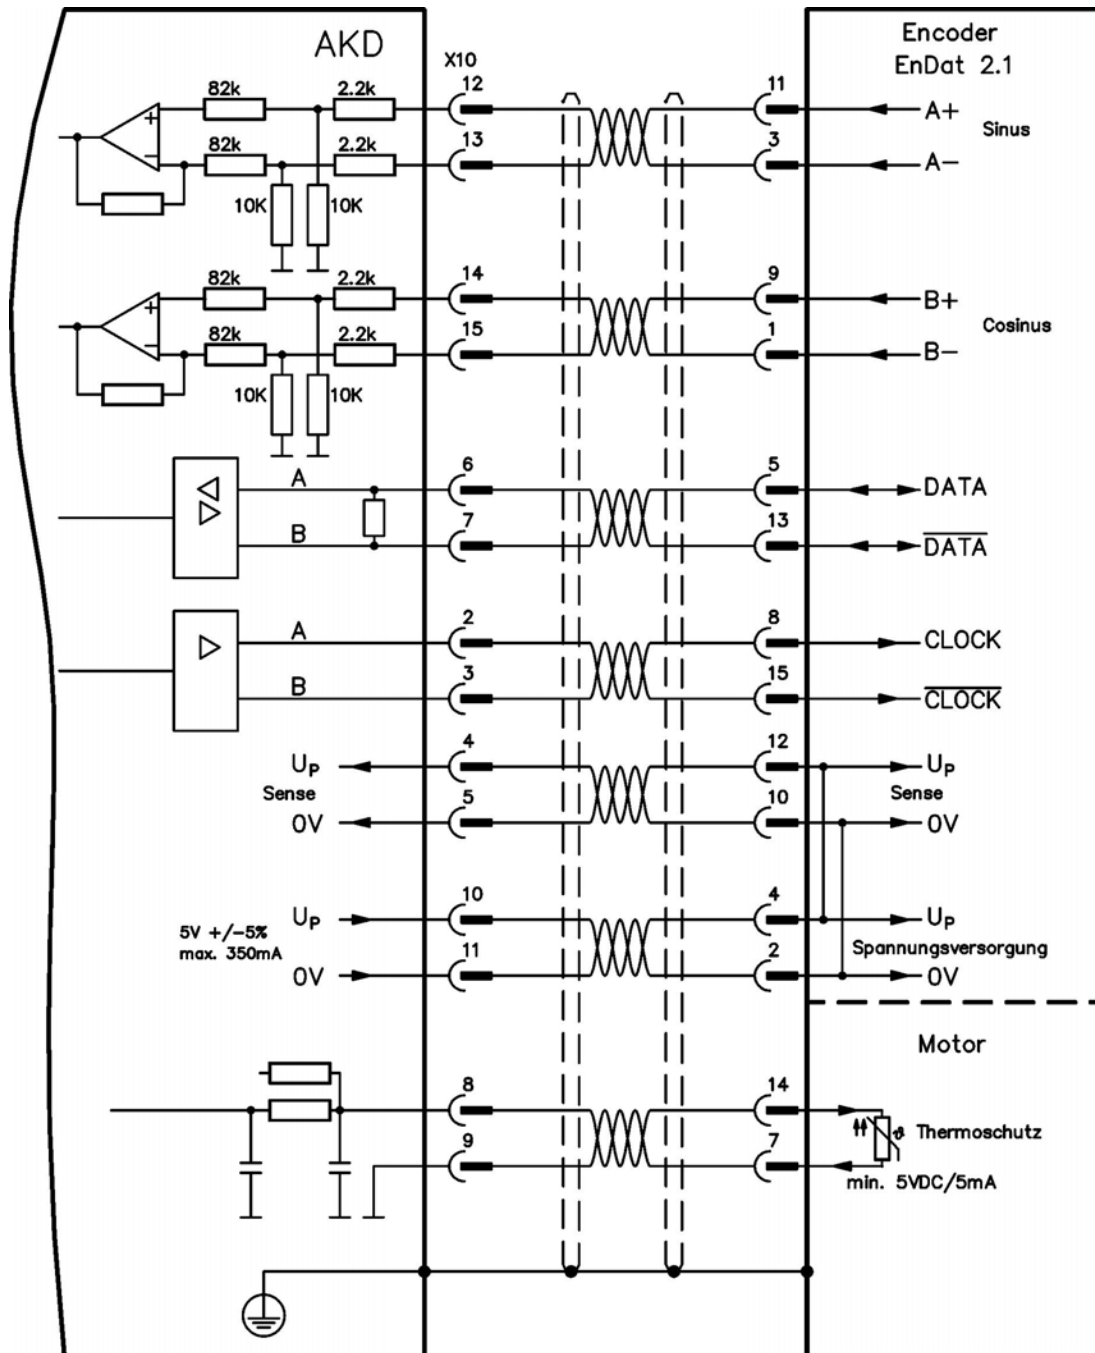 AKD
X10
Encoder
EnDat 2.1
82k 2.2k 12 11 A+
Sinus
82k 2.2k 13 3 A-
10K 10K
82k 2.2k 14 9 B+
Cosinus
82k 2.2k 15 1 B-
10K 10K
A 6 5 DATA
B 7 13 DATA
A 2 8 CLOCK
B 3 15 CLOCK
UP 4 12 UP
Sense Sense
0V 5 10 0V
UP 10 4 UP
5V +/-5%
max. 350mA
Spannungsversorgung
0V 11 2 0V
Motor
8 14
ϑ Thermoschutz
9 7
min. 5VDC/5mA